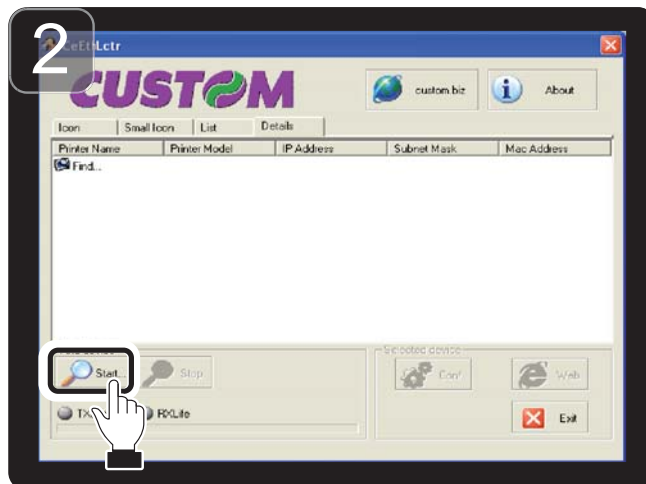 2
CeEthLctr
CUSTOM
custom.biz
About
Icon
Small Icon
List
Details
Printer Name
Printer Model
IP Address
Subnet Mask
Mac Address
Find...
Selected device
Start...
Stop
Conf
Web
RXLife
Exit